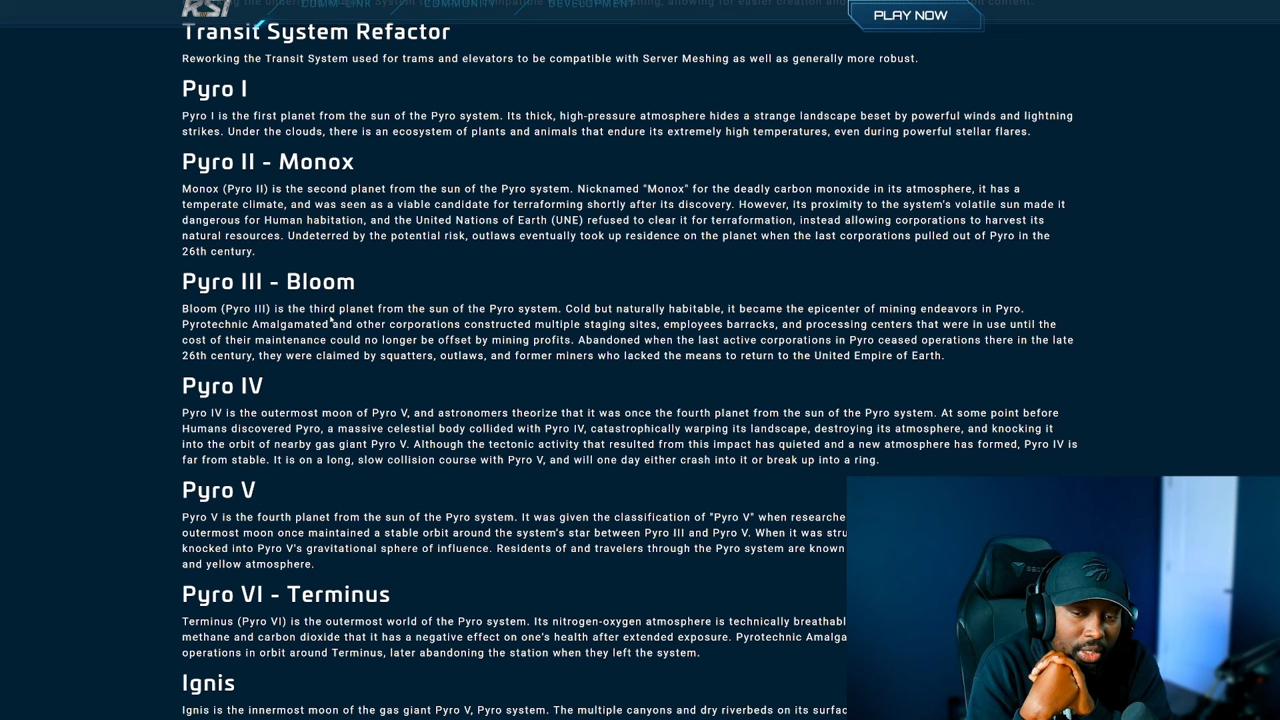 RSI
COMM-LINK
COMMUNITY
DEVELOPMENT
PLAY NOW
Transit System Refactor
Reworking the Transit System used for trams and elevators to be compatible with Server Meshing as well as generally more robust.
Pyro I
Pyro I is the first planet from the sun of the Pyro system. Its thick, high-pressure atmosphere hides a strange landscape beset by powerful winds and lightning
strikes. Under the clouds, there is an ecosystem of plants and animals that endure its extremely high temperatures, even during powerful stellar flares.
Pyro II - Monox
Monox (Pyro II) is the second planet from the sun of the Pyro system. Nicknamed "Monox" for the deadly carbon monoxide in its atmosphere, it has a
temperate climate, and was seen as a viable candidate for terraforming shortly after its discovery. However, its proximity to the system's volatile sun made it
dangerous for Human habitation, and the United Nations of Earth (UNE) refused to clear it for terraformation, instead allowing corporations to harvest its
natural resources. Undeterred by the potential risk, outlaws eventually took up residence on the planet when the last corporations pulled out of Pyro in the
26th century.
Pyro III - Bloom
Bloom (Pyro III) is the third planet from the sun of the Pyro system. Cold but naturally habitable, it became the epicenter of mining endeavors in Pyro.
Pyrotechnic Amalgamated and other corporations constructed multiple staging sites, employees barracks, and processing centers that were in use until the
cost of their maintenance could no longer be offset by mining profits. Abandoned when the last active corporations in Pyro ceased operations there in the late
26th century, they were claimed by squatters, outlaws, and former miners who lacked the means to return to the United Empire of Earth.
Pyro IV
Pyro IV is the outermost moon of Pyro V, and astronomers theorize that it was once the fourth planet from the sun of the Pyro system. At some point before
Humans discovered Pyro, a massive celestial body collided with Pyro IV, catastrophically warping its landscape, destroying its atmosphere, and knocking it
into the orbit of nearby gas giant Pyro V. Although the tectonic activity that resulted from this impact has quieted and a new atmosphere has formed, Pyro IV is
far from stable. It is on a long, slow collision course with Pyro V, and will one day either crash into it or break up into a ring.
Pyro V
Pyro V is the fourth planet from the sun of the Pyro system. It was given the classification of "Pyro V" when researche
outermost moon once maintained a stable orbit around the system's star between Pyro III and Pyro V. When it was stru
knocked into Pyro V's gravitational sphere of influence. Residents of and travelers through the Pyro system are known
and yellow atmosphere.
Pyro VI - Terminus
Terminus (Pyro VI) is the outermost world of the Pyro system. Its nitrogen-oxygen atmosphere is technically breathabl
methane and carbon dioxide that it has a negative effect on one's health after extended exposure. Pyrotechnic Amalga
operations in orbit around Terminus, later abandoning the station when they left the system.
Ignis
Ignis is the innermost moon of the gas giant Pyro V, Pyro system. The multiple canyons and dry riverbeds on its surfac